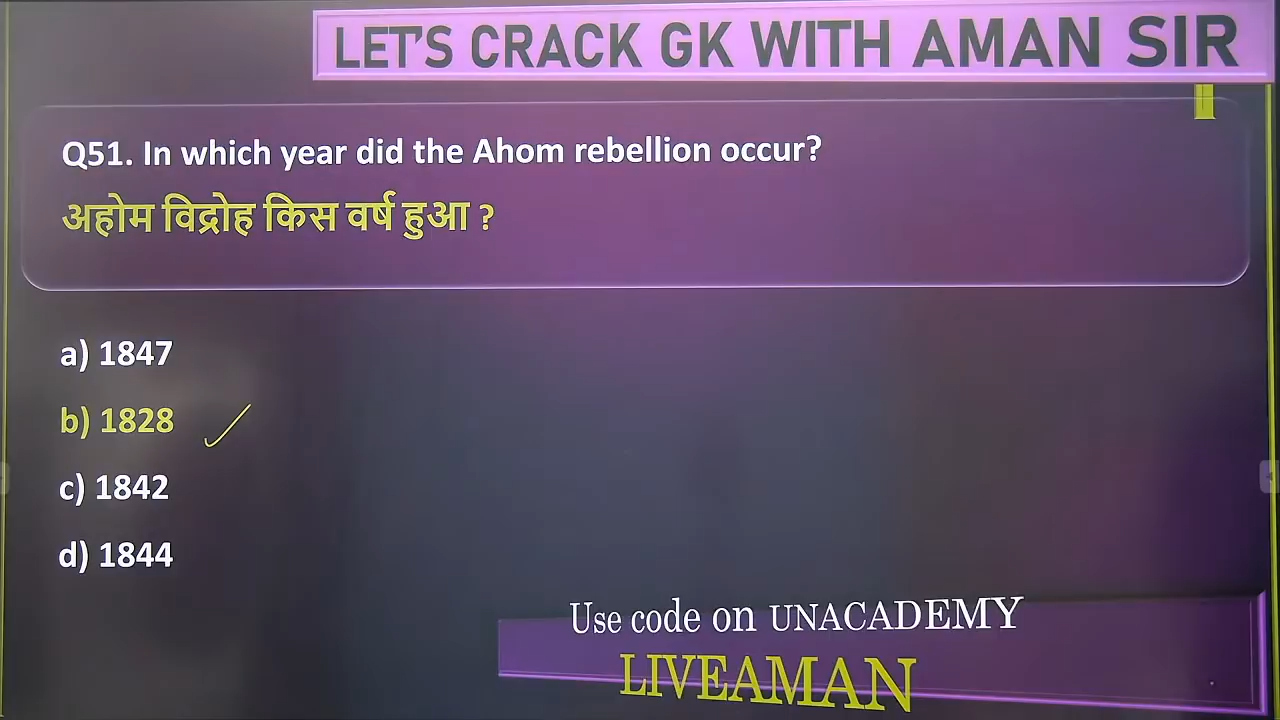 LET'S CRACK GK WITH AMAN SIR
Q51. In which year did the Ahom rebellion occur?
अहोम विद्रोह किस वर्ष हुआ ?
a) 1847
b) 1828
c) 1842
d) 1844
Use code on UNACADEMY
LIVEAMAN